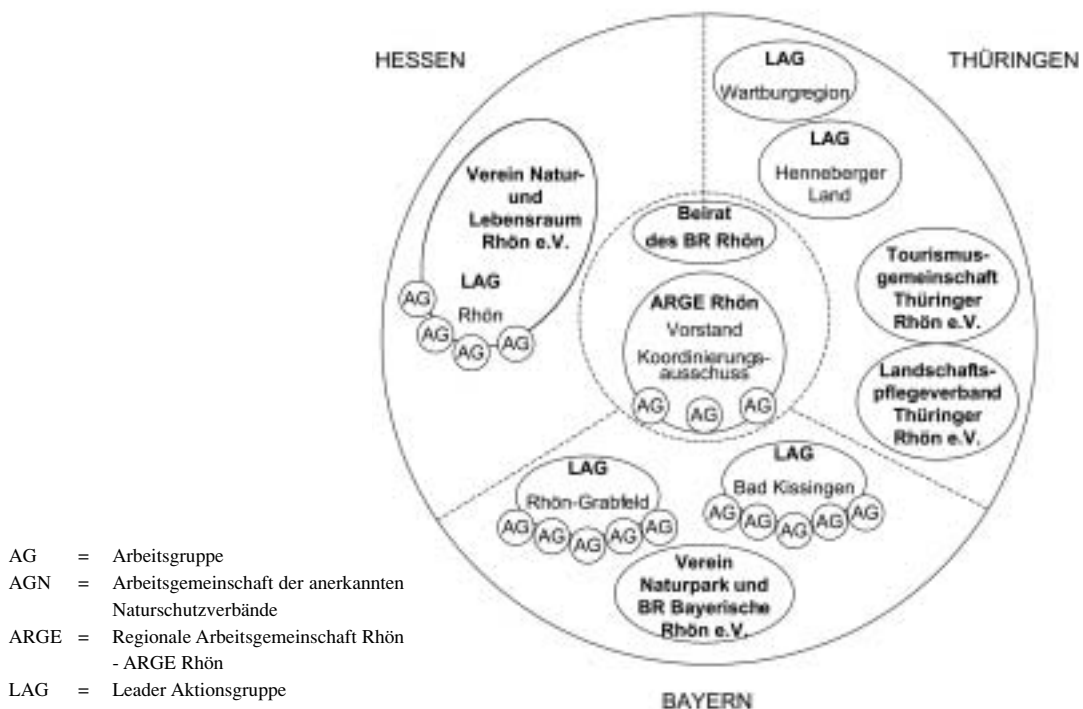 HESSEN
THÜRINGEN
LAG
Wartburgregion
LAG
Henneberger
Land
Verein Natur-
und
Lebensraum
Rhön e.V.
LAG
Rhön
AG
AG
AG
AG
Beirat
des BR Rhön
ARGE Rhön
Vorstand
Koordinierungs-
ausschuss
AG
AG
AG
Tourismus-
gemeinschaft
Thüringer
Rhön e.V.
Landschafts-
pflegeverband
Thüringer
Rhön e.V.
LAG
Rhön-Grabfeld
AG
AG
AG
AG
AG
LAG
Bad Kissingen
AG
AG
AG
AG
AG
Verein
Naturpark und
BR Bayerische
Rhön e.V.
BAYERN
AG = Arbeitsgruppe
AGN = Arbeitsgemeinschaft der anerkannten
Naturschutzverbände
ARGE = Regionale Arbeitsgemeinschaft Rhön
- ARGE Rhön
LAG = Leader Aktionsgruppe